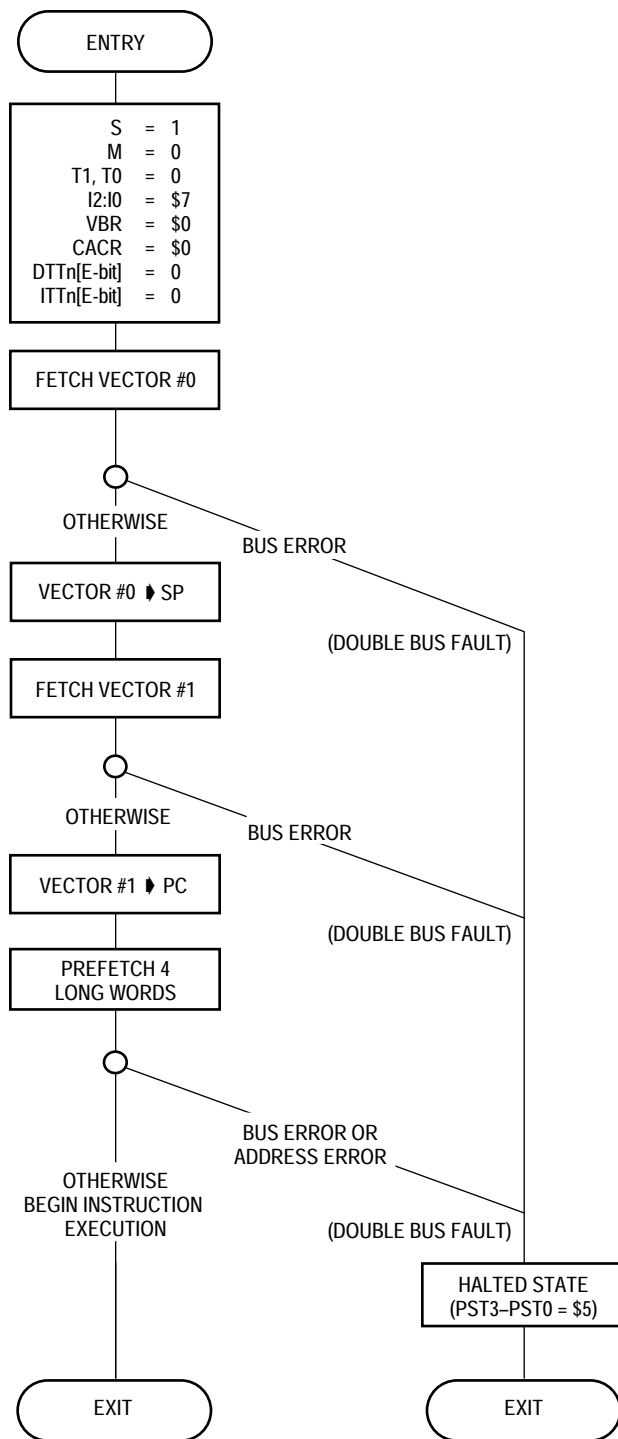 ENTRY
S = 1
M = 0
T1, T0 = 0
I2:I0 = $7
VBR = $0
CACR = $0
DTTn[E-bit] = 0
ITTn[E-bit] = 0
FETCH VECTOR #0
OTHERWISE
BUS ERROR
VECTOR #0 ➧ SP
(DOUBLE BUS FAULT)
FETCH VECTOR #1
OTHERWISE
BUS ERROR
VECTOR #1 ➧ PC
(DOUBLE BUS FAULT)
PREFETCH 4
LONG WORDS
BUS ERROR OR
ADDRESS ERROR
OTHERWISE
BEGIN INSTRUCTION
EXECUTION
(DOUBLE BUS FAULT)
HALTED STATE
(PST3–PST0 = $5)
EXIT
EXIT